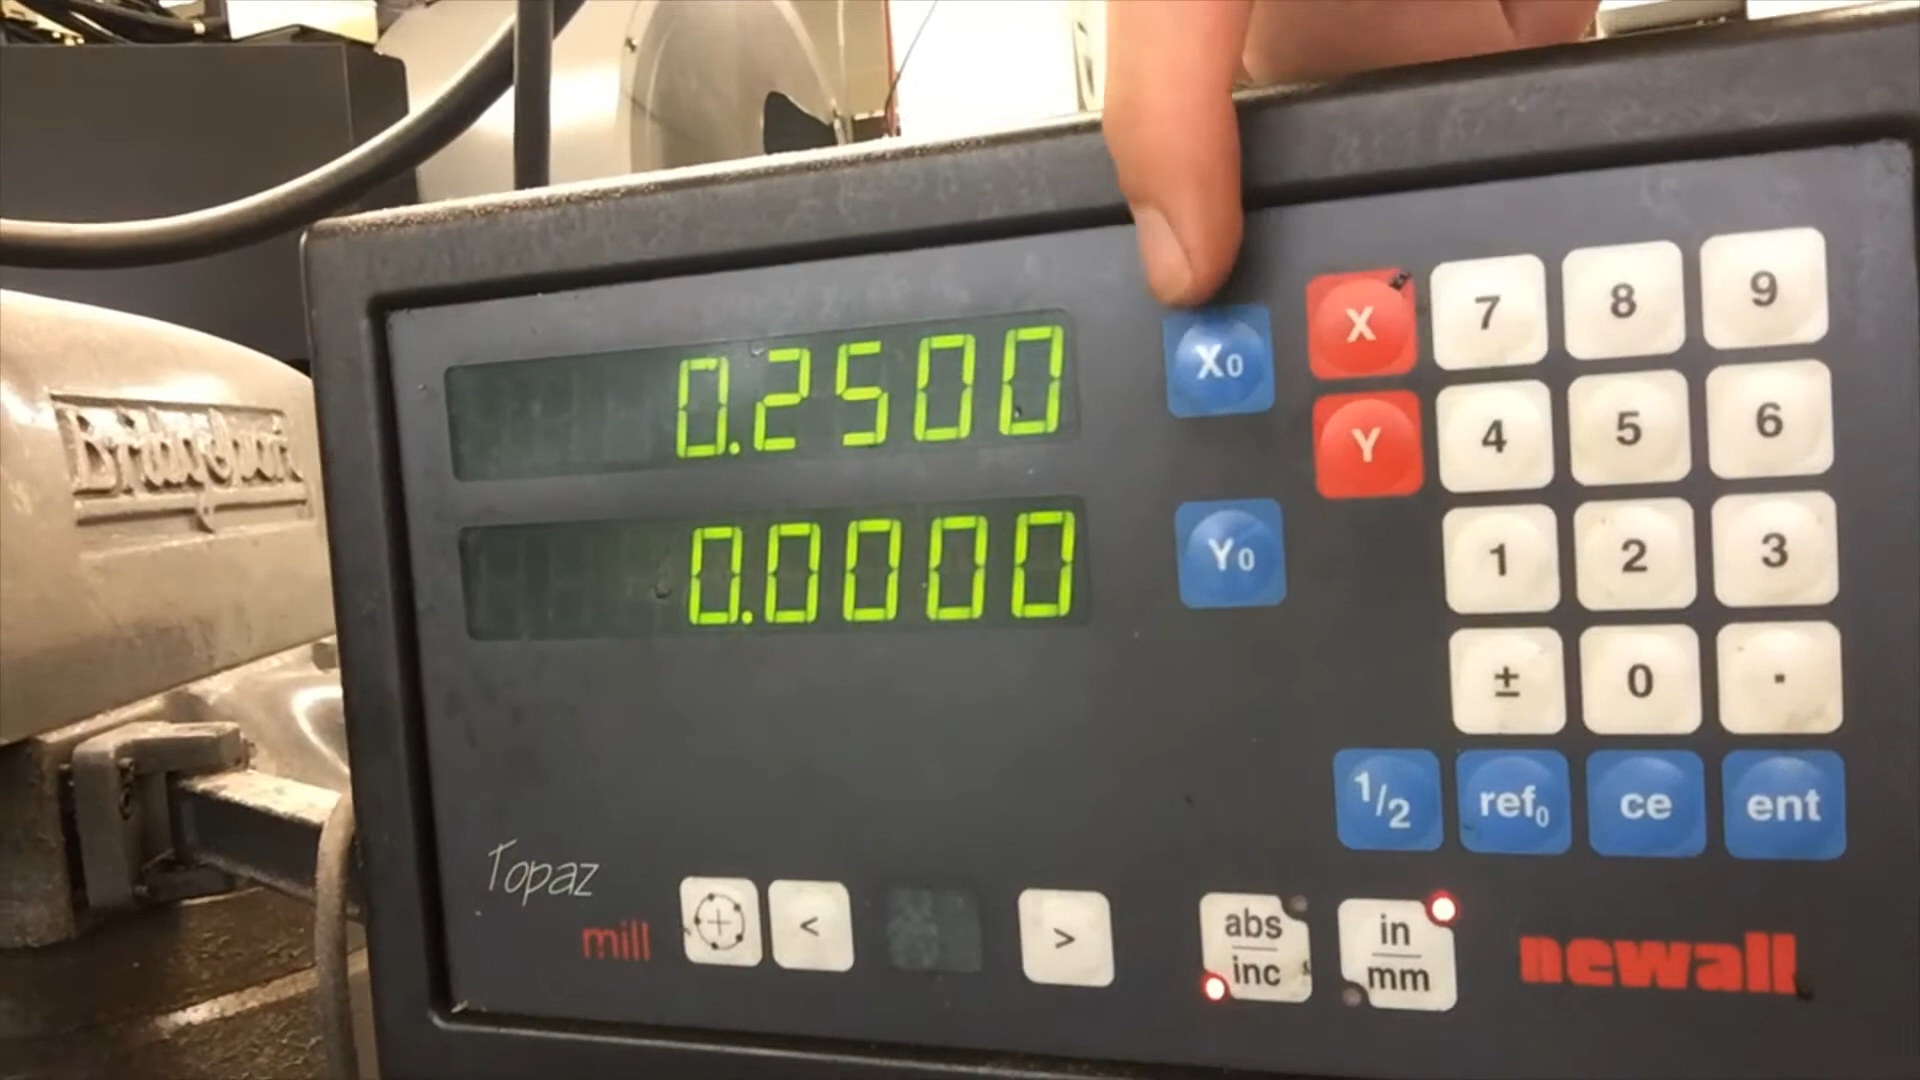 Bridgeport
0.2500
X0
X
7
8
9
Y
4
5
6
0.0000
Y0
1
2
3
±
0
.
1/2
ref0
ce
ent
Topaz
mill
<
>
abs
inc
in
mm
newall